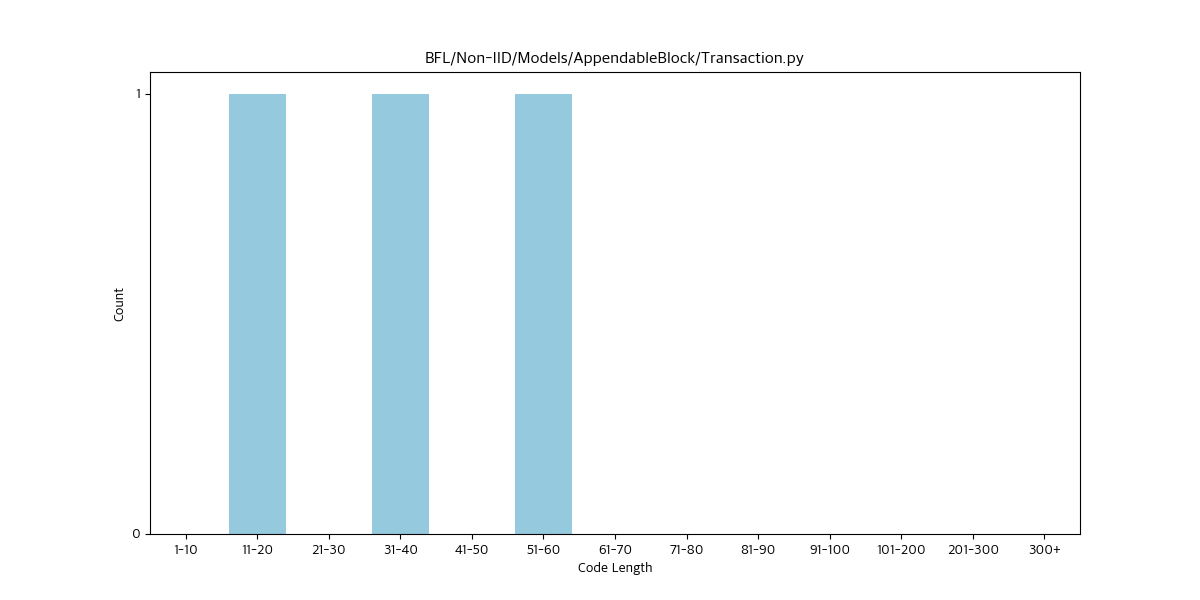 BFL/Non-IID/Models/AppendableBlock/Transaction.py
1
Count
0
1-10 11-20 21-30 31-40 41-50 51-60 61-70 71-80 81-90 91-100 101-200 201-300 300+
Code Length